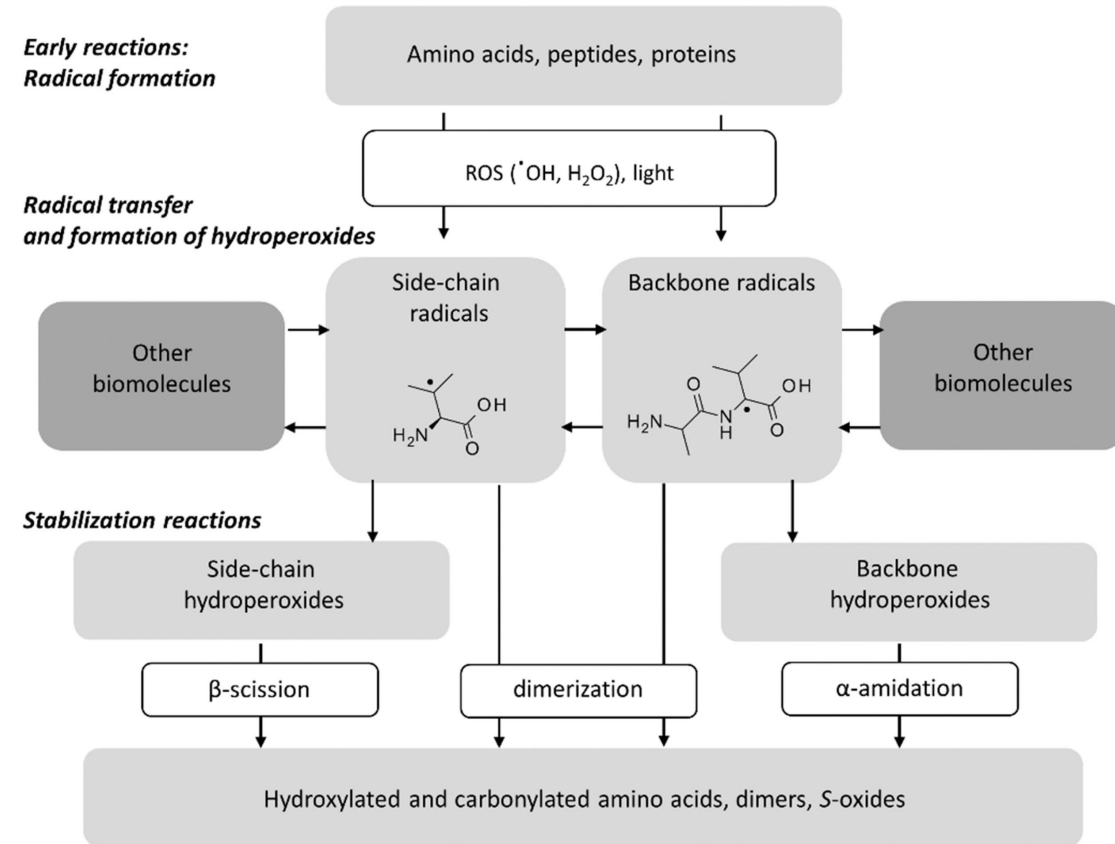 Early reactions:
Radical formation
Amino acids, peptides, proteins
ROS (•OH, H₂O₂), light
Radical transfer
and formation of hydroperoxides
Side-chain
radicals
Backbone radicals
Other
biomolecules
Other
biomolecules
OH
H₂N
O
O
OH
H₂N
N
H
O
Stabilization reactions
Side-chain
hydroperoxides
Backbone
hydroperoxides
β-scission
dimerization
α-amidation
Hydroxylated and carbonylated amino acids, dimers, S-oxides